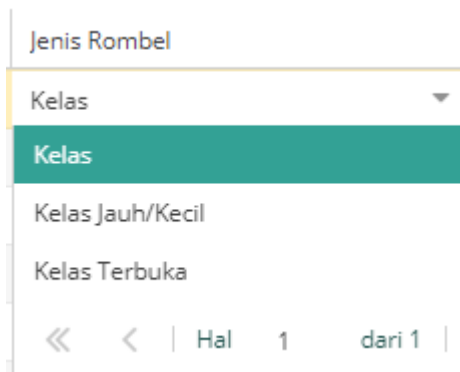 Jenis Rombel
Kelas
Kelas
Kelas Jauh/Kecil
Kelas Terbuka
Hal 1 dari 1